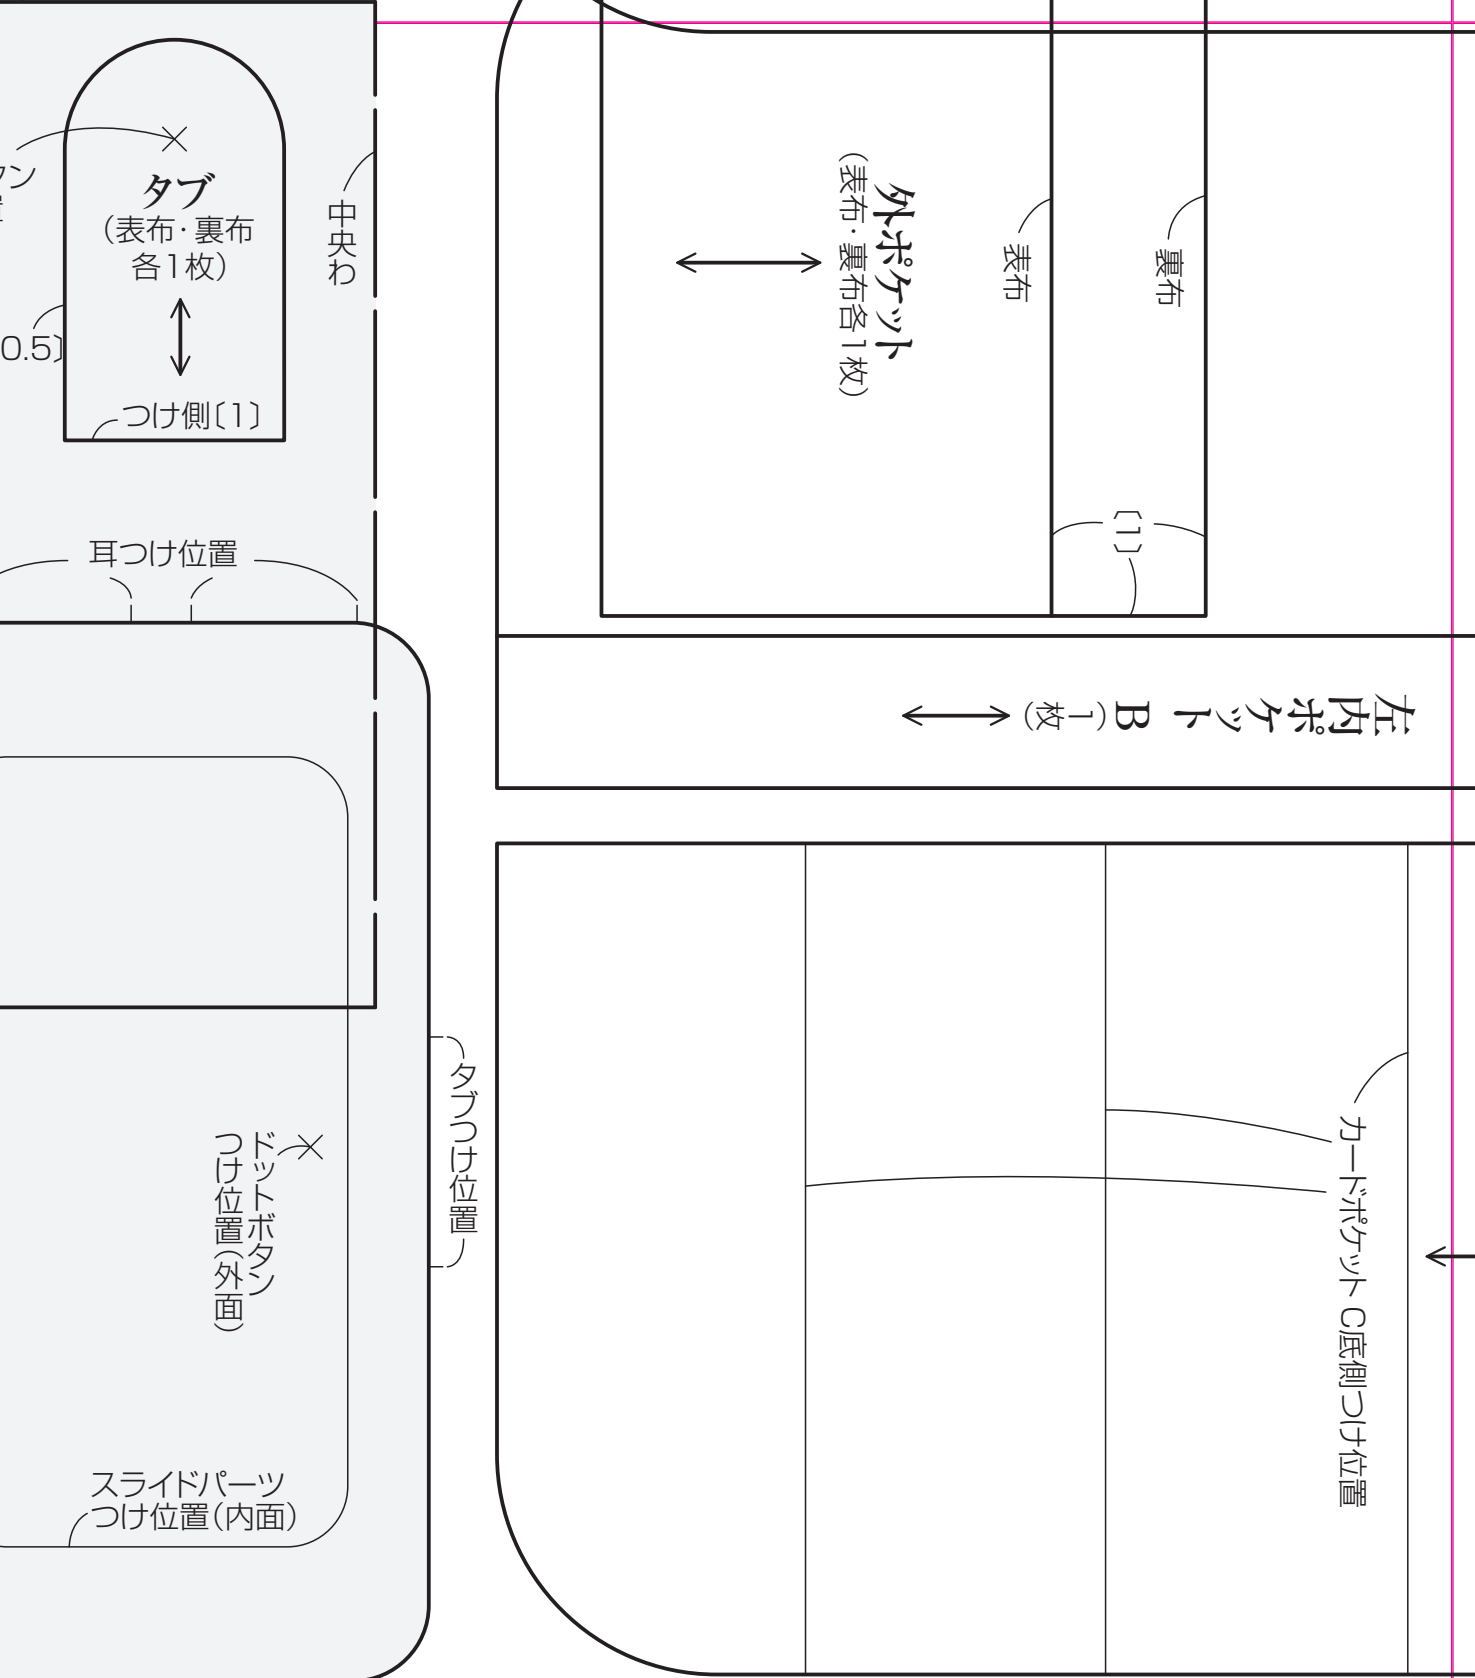 タブ
（表布・裏布
各1枚）
つけ側〔1〕
0.5〕
中央わ
耳つけ位置
外ポケット
（表布・裏布各1枚）
表布
裏布
〔1〕
左内ポケット B（1枚）
タブつけ位置
ドットボタン
つけ位置（外面）
スライドパーツ
つけ位置（内面）
カードポケット C底側つけ位置